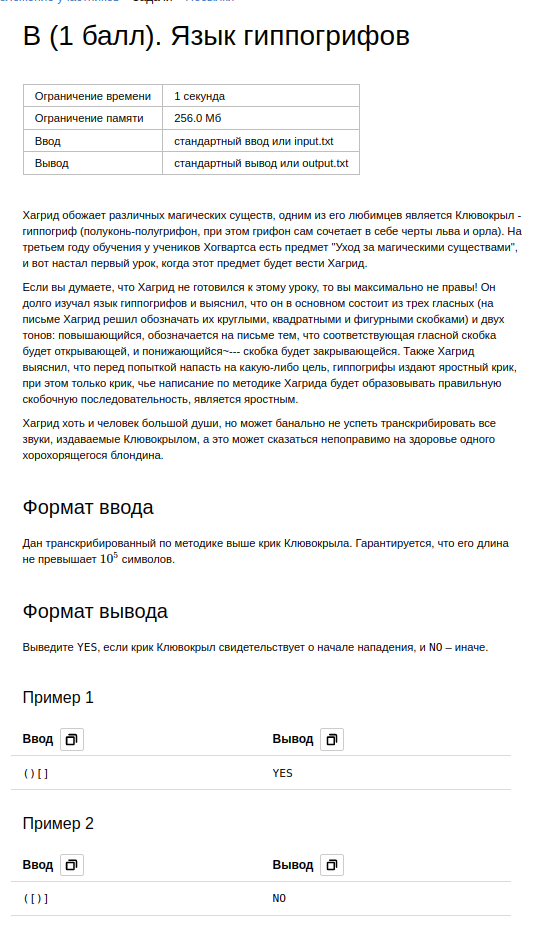 Задачи
В (1 балл). Язык гиппогрифов
Ограничение времени 1 секунда
Ограничение памяти 256.0 Мб
Ввод стандартный ввод или input.txt
Вывод стандартный вывод или output.txt
Хагрид обожает различных магических существ, одним из его любимцев является Клювокрыл -
гиппогриф (полуконь-полугрифон, при этом грифон сам сочетает в себе черты льва и орла). На
третьем году обучения у учеников Хогвартса есть предмет "Уход за магическими существами",
и вот настал первый урок, когда этот предмет будет вести Хагрид.
Если вы думаете, что Хагрид не готовился к этому уроку, то вы максимально не правы! Он
долго изучал язык гиппогрифов и выяснил, что он в основном состоит из трех гласных (на
письме Хагрид решил обозначать их круглыми, квадратными и фигурными скобками) и двух
тонов: повышающийся, обозначается на письме тем, что соответствующая гласной скобка
будет открывающей, и понижающийся~--- скобка будет закрывающейся. Также Хагрид
выяснил, что перед попыткой напасть на какую-либо цель, гиппогрифы издают яростный крик,
при этом только крик, чье написание по методике Хагрида будет образовывать правильную
скобочную последовательность, является яростным.
Хагрид хоть и человек большой души, но может банально не успеть транскрибировать все
звуки, издаваемые Клювокрылом, а это может сказаться непоправимо на здоровье одного
хорохорящегося блондина.
Формат ввода
Дан транскрибированный по методике выше крик Клювокрыла. Гарантируется, что его длина
не превышает 10⁵ символов.
Формат вывода
Выведите YES, если крик Клювокрыл свидетельствует о начале нападения, и NO – иначе.
Пример 1
Ввод Вывод
()[] YES
Пример 2
Ввод Вывод
([)] NO